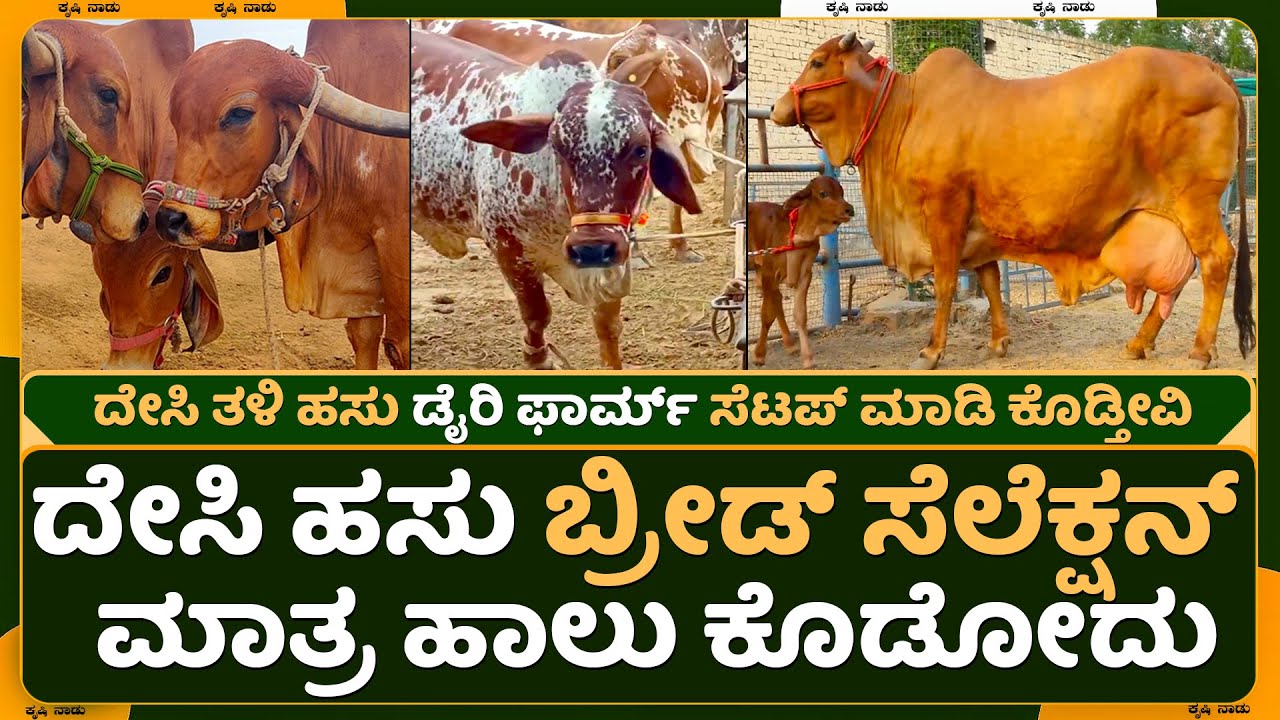 ಕೃಷಿ ನಾಡು ಕೃಷಿ ನಾಡು ಕೃಷಿ ನಾಡು ಕೃಷಿ ನಾಡು
ದೇಸಿ ತಳಿ ಹಸು ಡೈರಿ ಫಾರ್ಮ್ ಸೆಟಪ್ ಮಾಡಿ ಕೊಡ್ತೀವಿ
ದೇಸಿ ಹಸು ಬ್ರೀಡ್ ಸೆಲೆಕ್ಷನ್
ಮಾತ್ರ ಹಾಲು ಕೊಡೋದು
ಕೃಷಿ ನಾಡು ಕೃಷಿ ನಾಡು